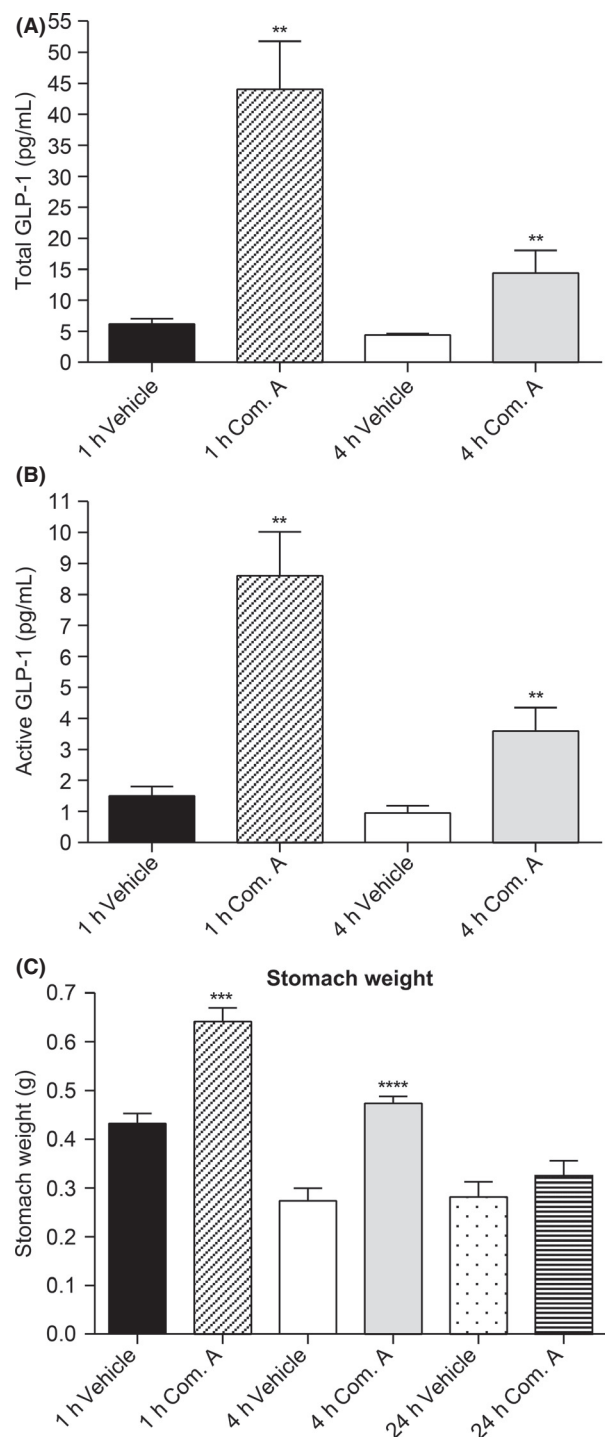 (A)
Total GLP-1 (pg/mL)
55
50
45
40
35
30
25
20
15
10
5
0
**
**
1 h Vehicle
1 h Com. A
4 h Vehicle
4 h Com. A
(B)
Active GLP-1 (pg/mL)
11
10
9
8
7
6
5
4
3
2
1
0
**
**
1 h Vehicle
1 h Com. A
4 h Vehicle
4 h Com. A
(C)
Stomach weight
Stomach weight (g)
0.7
0.6
0.5
0.4
0.3
0.2
0.1
0.0
***
****
1 h Vehicle
1 h Com. A
4 h Vehicle
4 h Com. A
24 h Vehicle
24 h Com. A